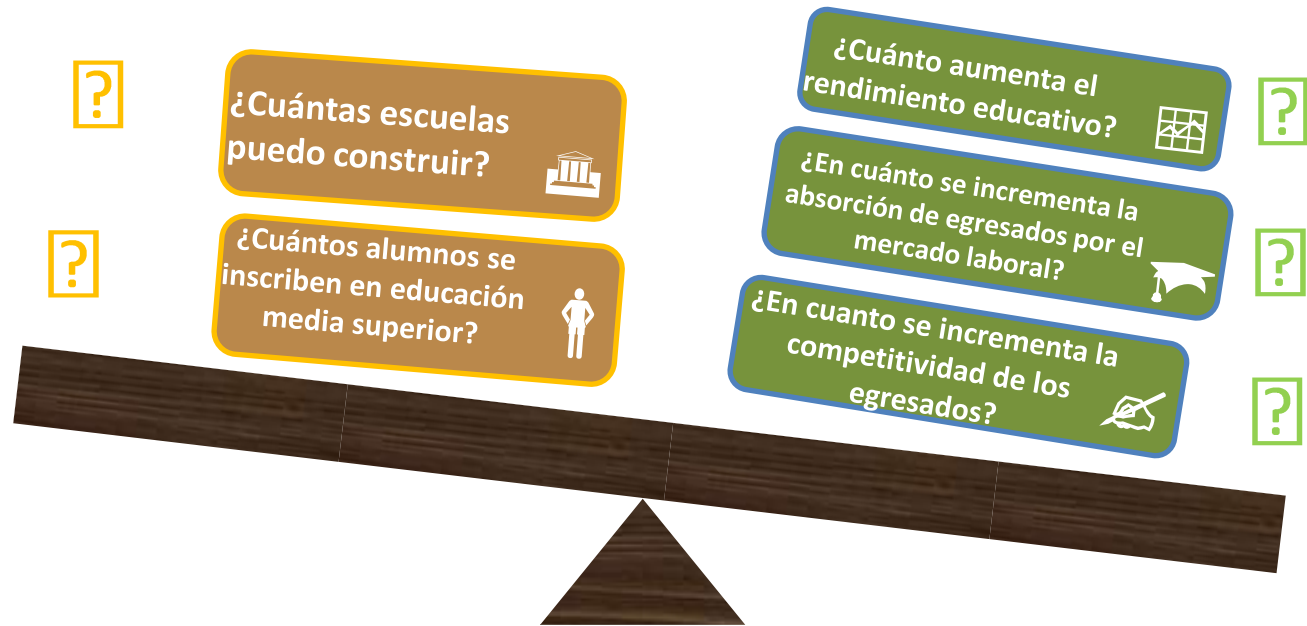 ¿Cuántas escuelas
puedo construir?
¿Cuántos alumnos se
inscriben en educación
media superior?
¿Cuánto aumenta el
rendimiento educativo?
¿En cuánto se incrementa la
absorción de egresados por el
mercado laboral?
¿En cuanto se incrementa la
competitividad de los
egresados?